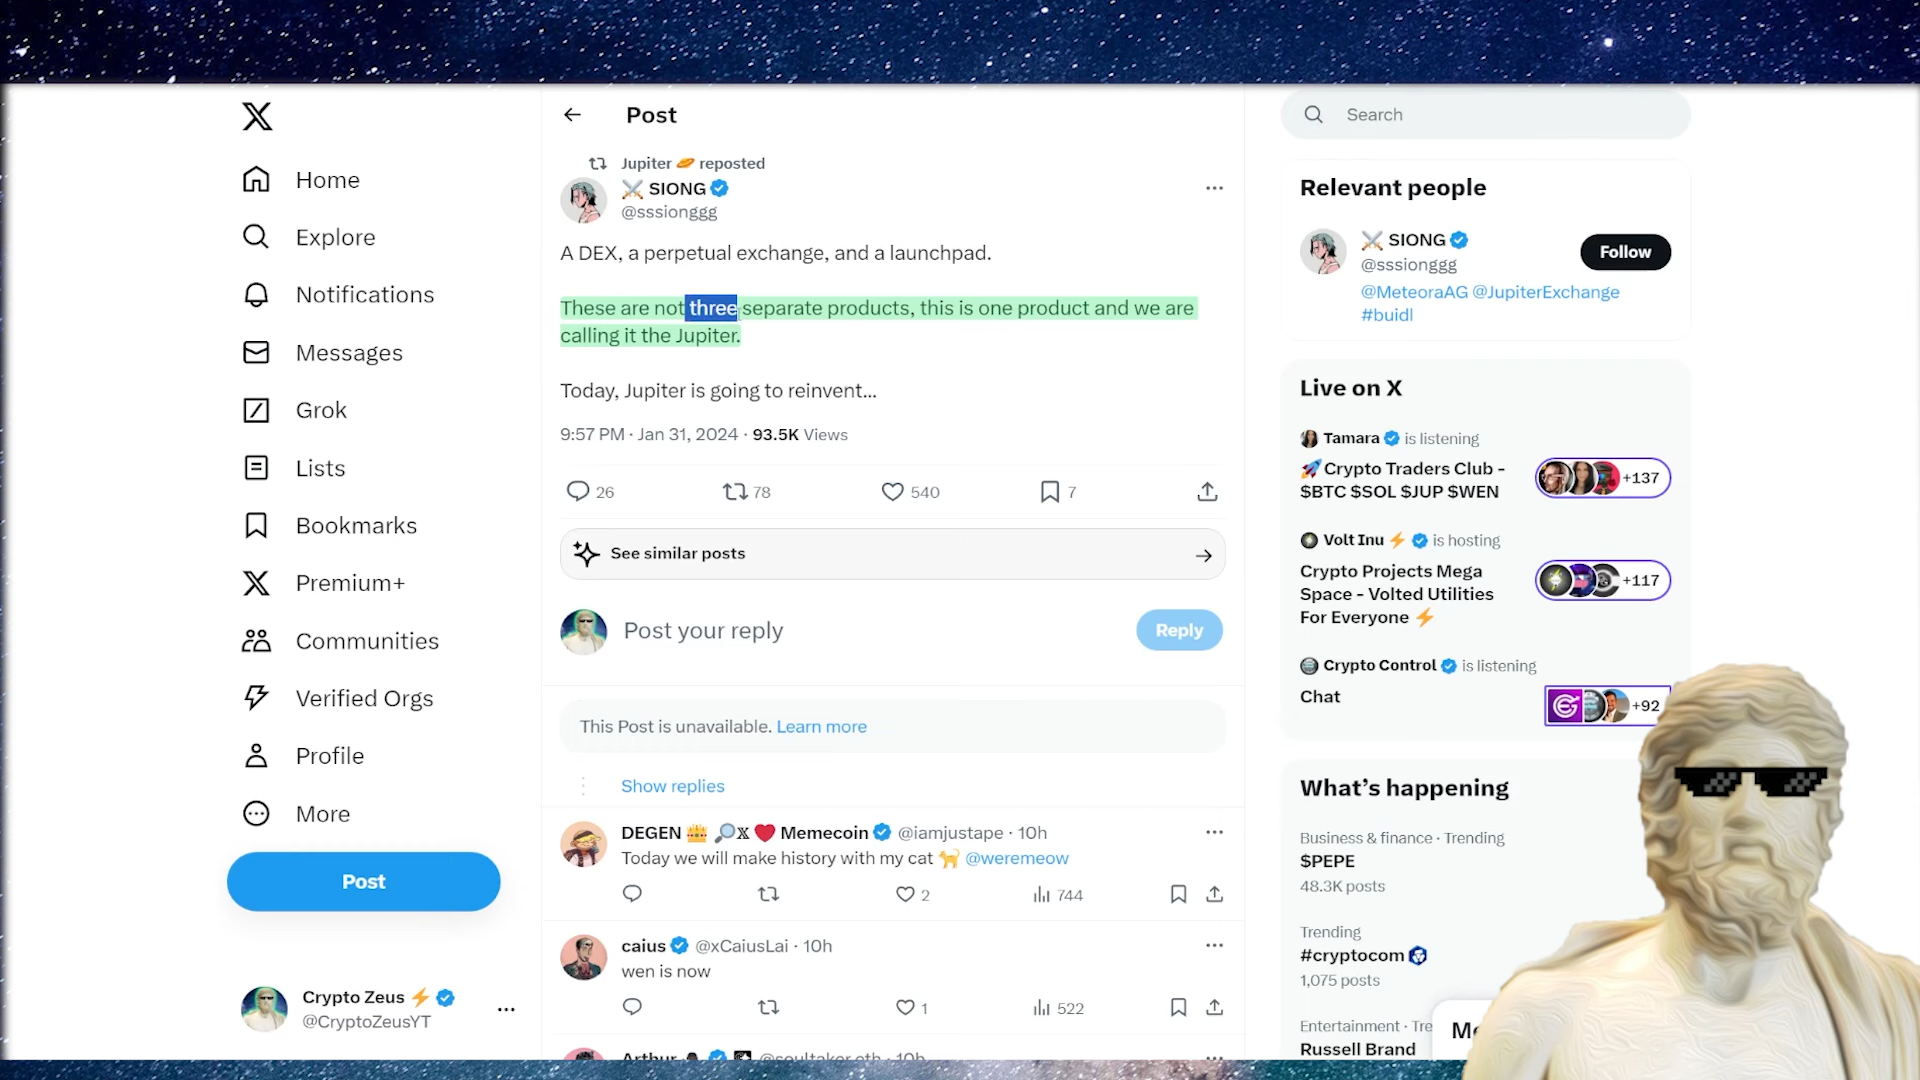 Home
Explore
Notifications
Messages
Grok
Lists
Bookmarks
Premium+
Communities
Verified Orgs
Profile
More
Post
Crypto Zeus ⚡
@CryptoZeusYT
Post
Jupiter 🪐 reposted
⚔️ SIONG
@sssionggg
A DEX, a perpetual exchange, and a launchpad.
These are not three separate products, this is one product and we are
calling it the Jupiter.
Today, Jupiter is going to reinvent...
9:57 PM · Jan 31, 2024 · 93.5K Views
26 78 540 7
See similar posts
Post your reply
Reply
This Post is unavailable. Learn more
Show replies
DEGEN 👑 🔎𝕏 ❤️ Memecoin @iamjustape · 10h
Today we will make history with my cat 🐈 @weremeow
2 744
caius @xCaiusLai · 10h
wen is now
1 522
Arthur @soultaker.eth · 10h
Search
Relevant people
⚔️ SIONG
@sssionggg
Follow
@MeteoraAG @JupiterExchange
#buidl
Live on X
Tamara is listening
🚀Crypto Traders Club -
$BTC $SOL $JUP $WEN
+137
Volt Inu ⚡ is hosting
Crypto Projects Mega
Space - Volted Utilities
For Everyone ⚡
+117
Crypto Control is listening
Chat
+92
What's happening
Business & finance · Trending
$PEPE
48.3K posts
Trending
#cryptocom
1,075 posts
Entertainment · Tre
Russell Brand